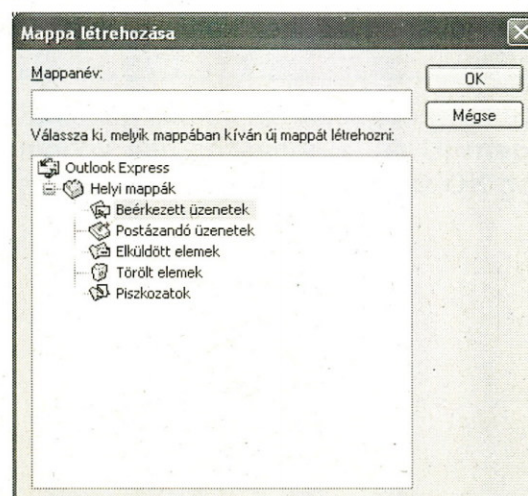 Mappa létrehozása
Mappanév:
OK
Mégse
Válassza ki, melyik mappában kíván új mappát létrehozni:
Outlook Express
Helyi mappák
Beérkezett üzenetek
Postázandó üzenetek
Elküldött elemek
Törölt elemek
Piszkozatok